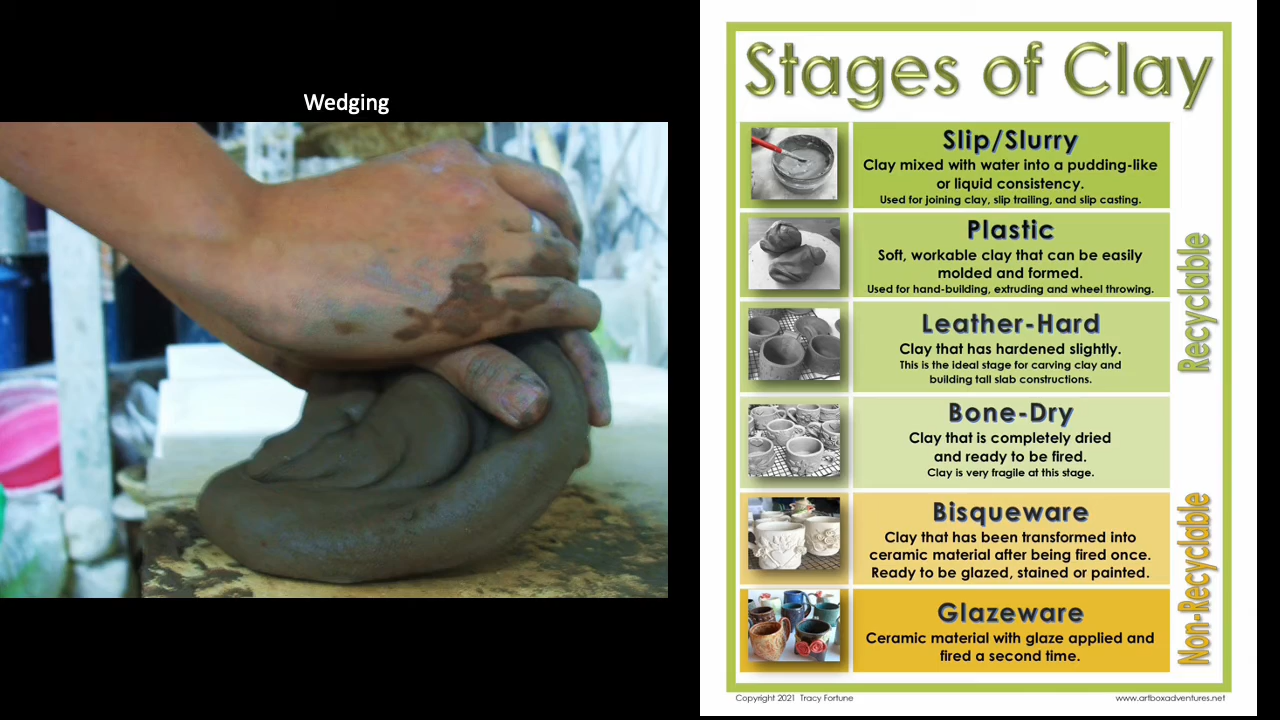 Wedging
Stages of Clay
Slip/Slurry
Clay mixed with water into a pudding-like
or liquid consistency.
Used for joining clay, slip trailing, and slip casting.
Plastic
Soft, workable clay that can be easily
molded and formed.
Used for hand-building, extruding and wheel throwing.
Leather-Hard
Clay that has hardened slightly.
This is the ideal stage for carving clay and
building tall slab constructions.
Bone-Dry
Clay that is completely dried
and ready to be fired.
Clay is very fragile at this stage.
Recyclable
Bisqueware
Clay that has been transformed into
ceramic material after being fired once.
Ready to be glazed, stained or painted.
Glazeware
Ceramic material with glaze applied and
fired a second time.
Non-Recyclable
Copyright 2021 Tracy Fortune
www.artboxadventures.net